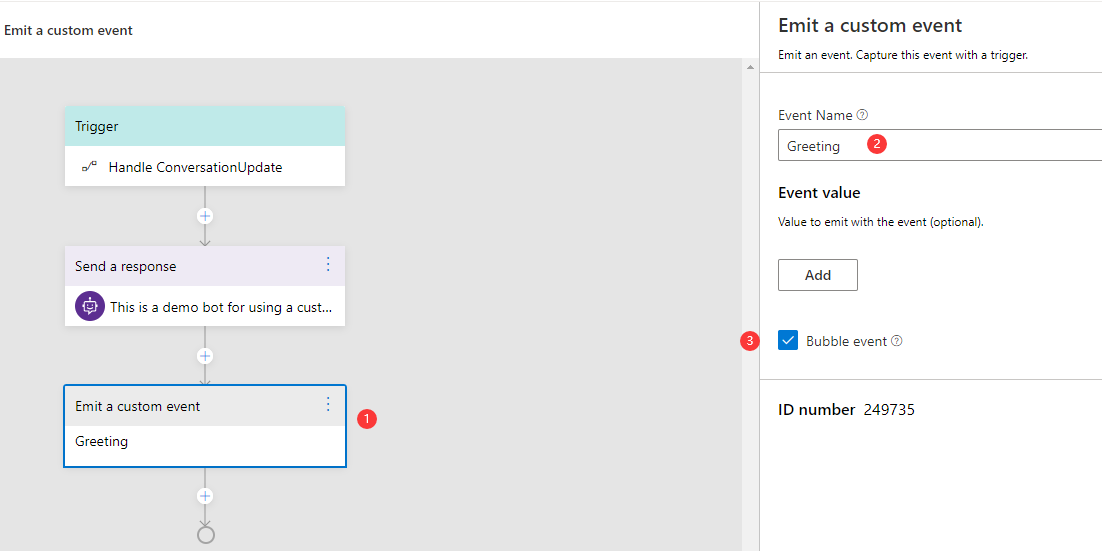 Emit a custom event
Trigger
Handle ConversationUpdate
Send a response
This is a demo bot for using a cust...
Emit a custom event
1
Greeting
Emit a custom event
Emit an event. Capture this event with a trigger.
Event Name
Greeting 2
Event value
Value to emit with the event (optional).
Add
3 Bubble event
ID number 249735